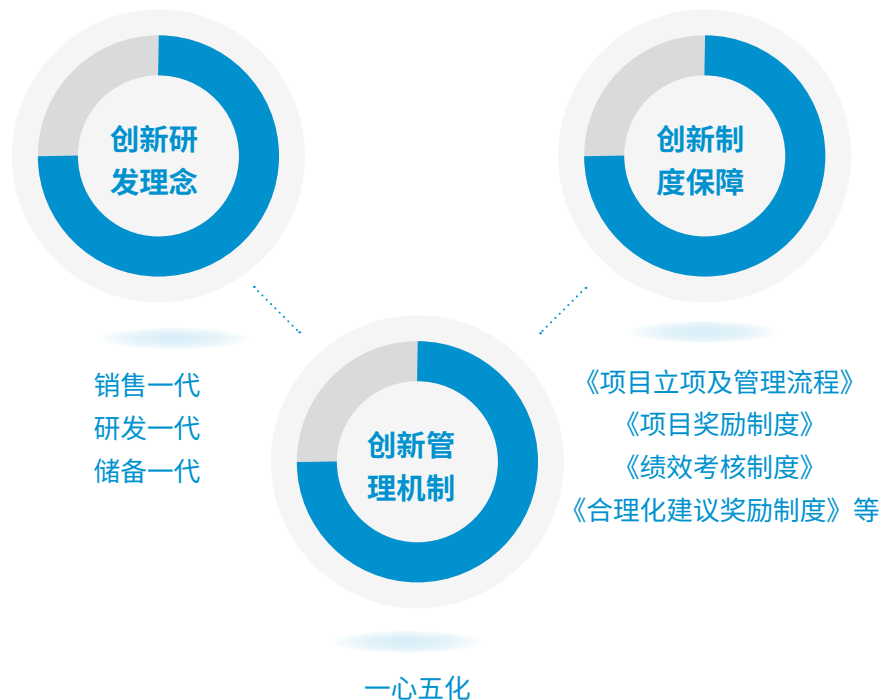 创新研
发理念
销售一代
研发一代
储备一代
创新管
理机制
一心五化
创新制
度保障
《项目立项及管理流程》
《项目奖励制度》
《绩效考核制度》
《合理化建议奖励制度》等